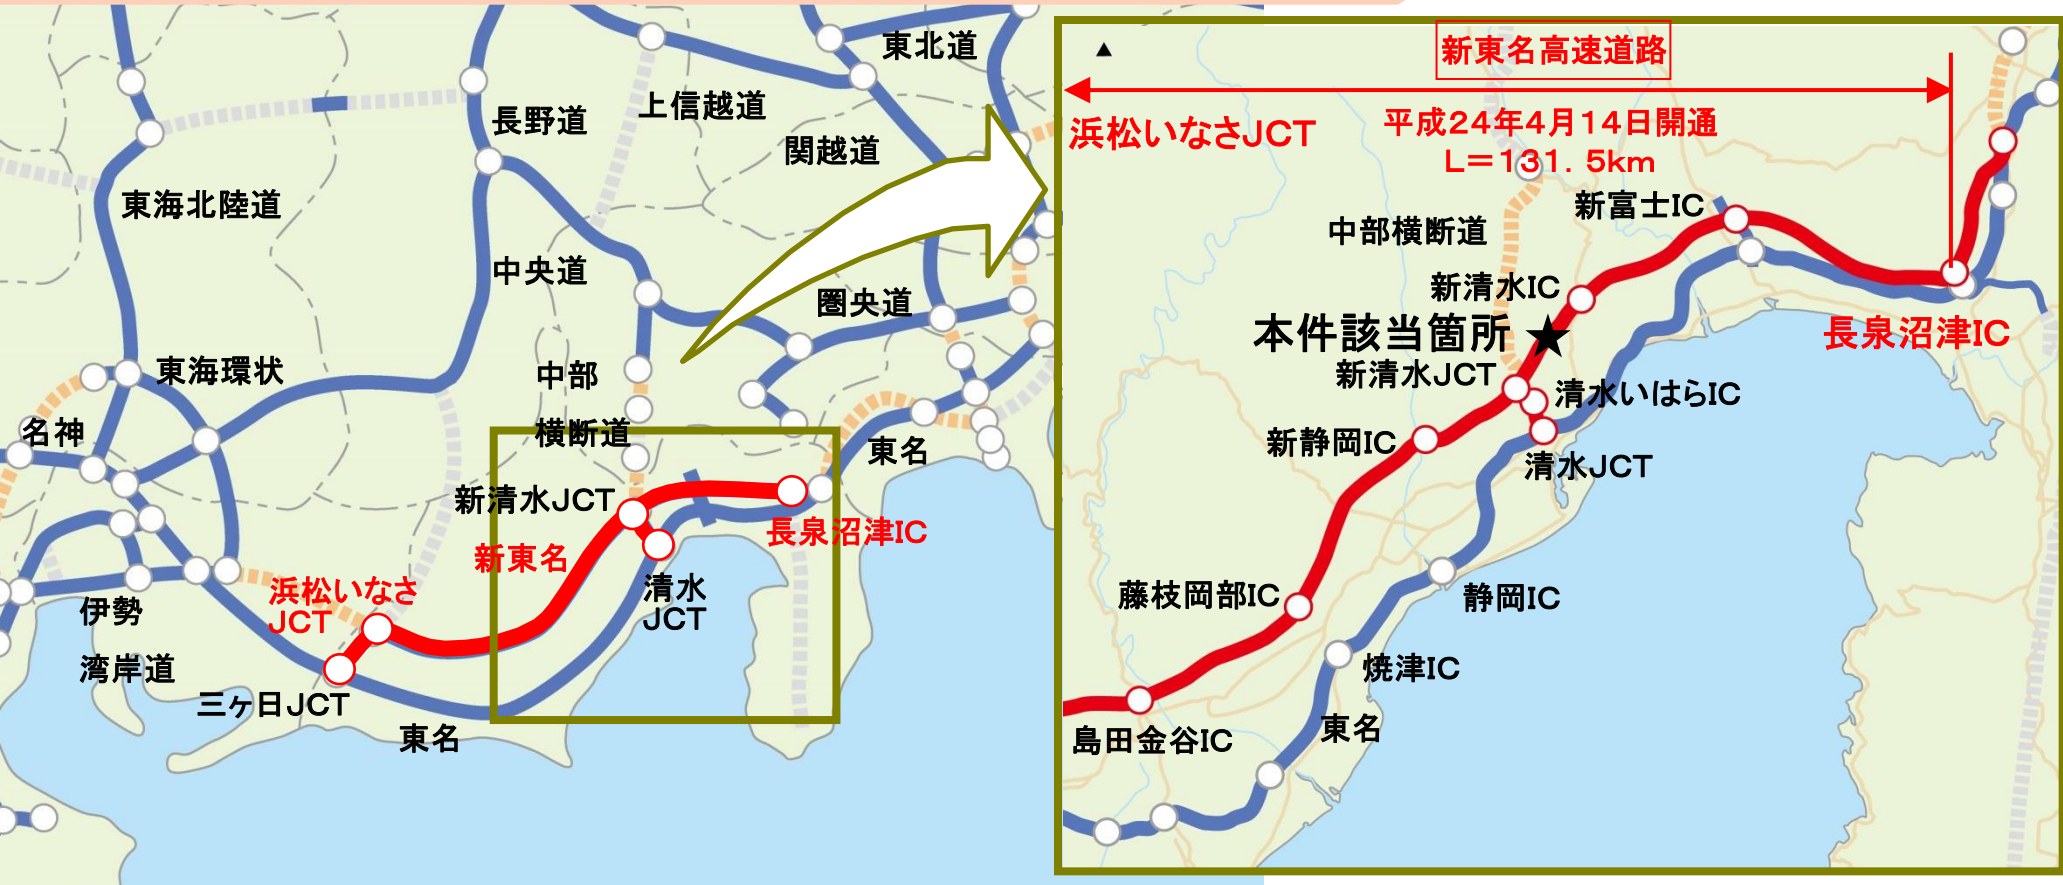 東北道
長野道
上信越道
関越道
東海北陸道
中央道
圏央道
東海環状
中部
横断道
名神
東名
新清水JCT
長泉沼津IC
新東名
浜松いなさ
JCT
清水
JCT
伊勢
湾岸道
三ヶ日JCT
東名
新東名高速道路
浜松いなさJCT
平成24年4月14日開通
L=131.5km
新富士IC
中部横断道
新清水IC
本件該当箇所
長泉沼津IC
新清水JCT
清水いはらIC
新静岡IC
清水JCT
藤枝岡部IC
静岡IC
焼津IC
東名
島田金谷IC